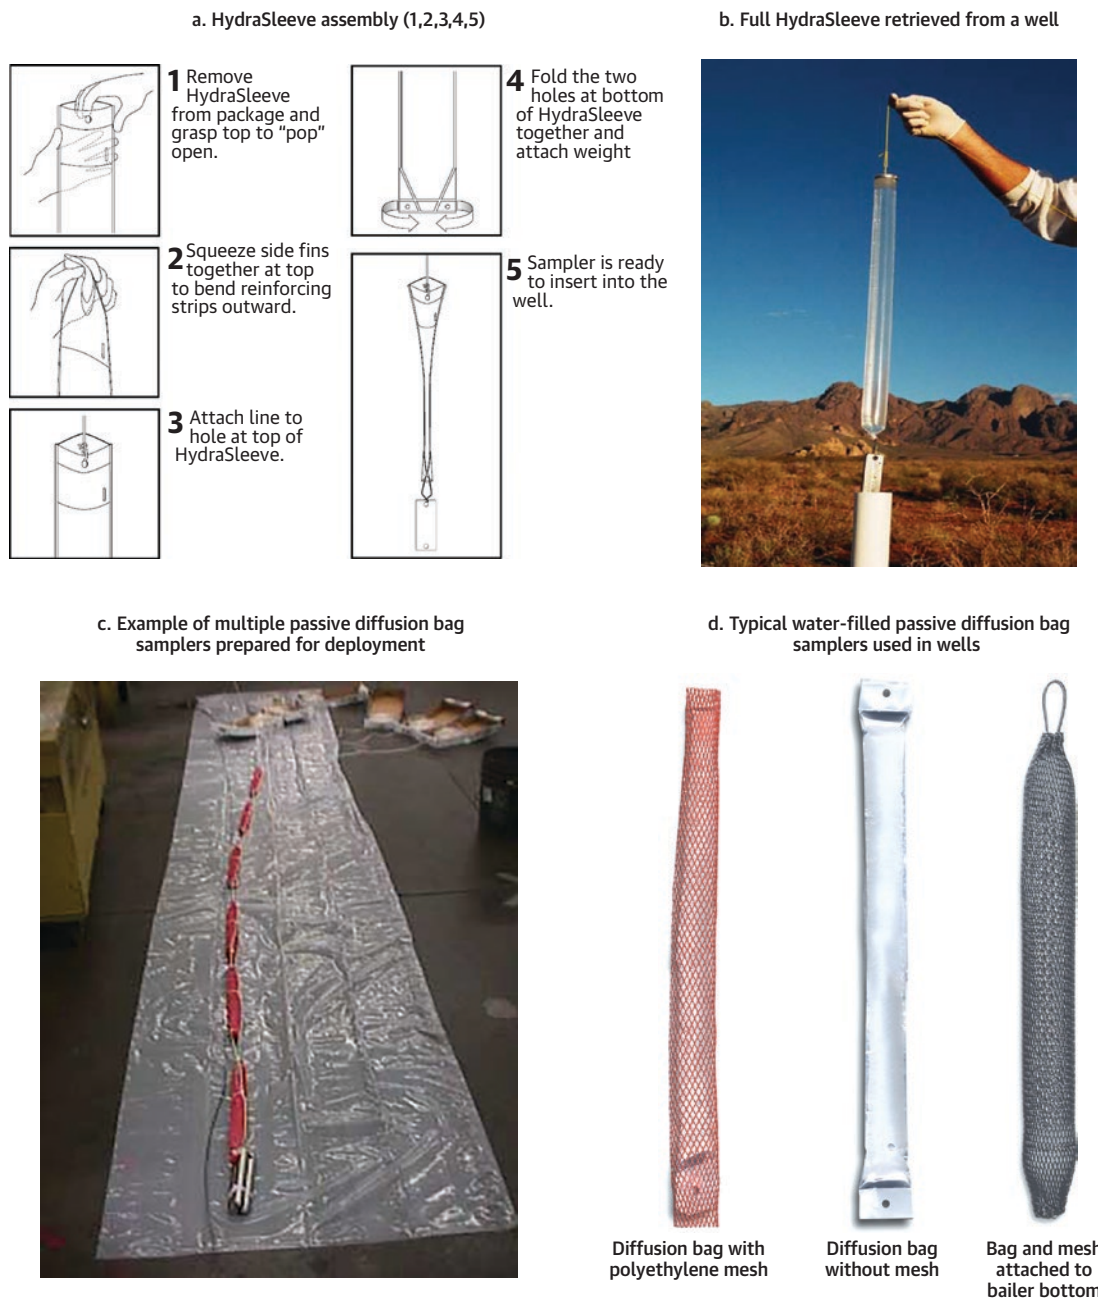 a. HydraSleeve assembly (1,2,3,4,5)
b. Full HydraSleeve retrieved from a well
1 Remove
HydraSleeve
from package and
grasp top to “pop”
open.
2 Squeeze side fins
together at top
to bend reinforcing
strips outward.
3 Attach line to
hole at top of
HydraSleeve.
4 Fold the two
holes at bottom
of HydraSleeve
together and
attach weight
5 Sampler is ready
to insert into the
well.
c. Example of multiple passive diffusion bag
samplers prepared for deployment
d. Typical water-filled passive diffusion bag
samplers used in wells
Diffusion bag with
polyethylene mesh
Diffusion bag
without mesh
Bag and mesh
attached to
bailer bottom